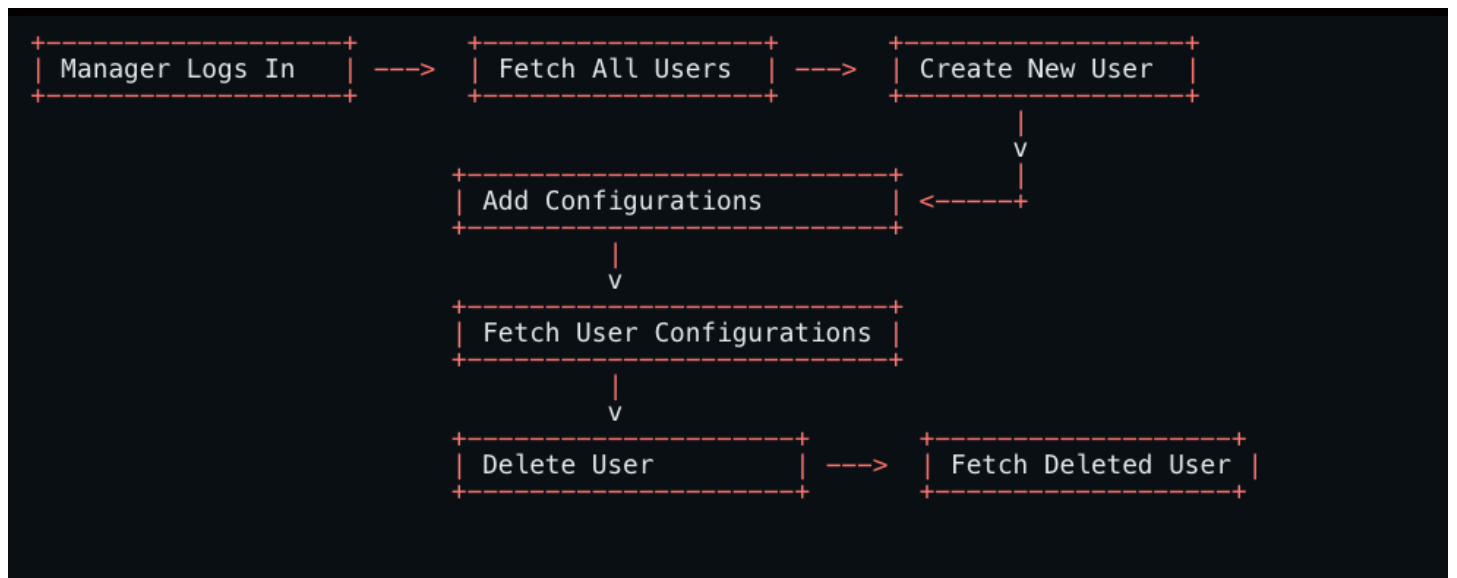 +--------------------+       +-------------------+       +-------------------+
| Manager Logs In   | --->  | Fetch All Users  | --->  | Create New User  |
+--------------------+       +-------------------+       +-------------------+
|
v
+----------------------------+ |
| Add Configurations        | <-----+
+----------------------------+
|
v
+----------------------------+
| Fetch User Configurations |
+----------------------------+
|
v
+----------------------+       +--------------------+
| Delete User         | --->  | Fetch Deleted User |
+----------------------+       +--------------------+